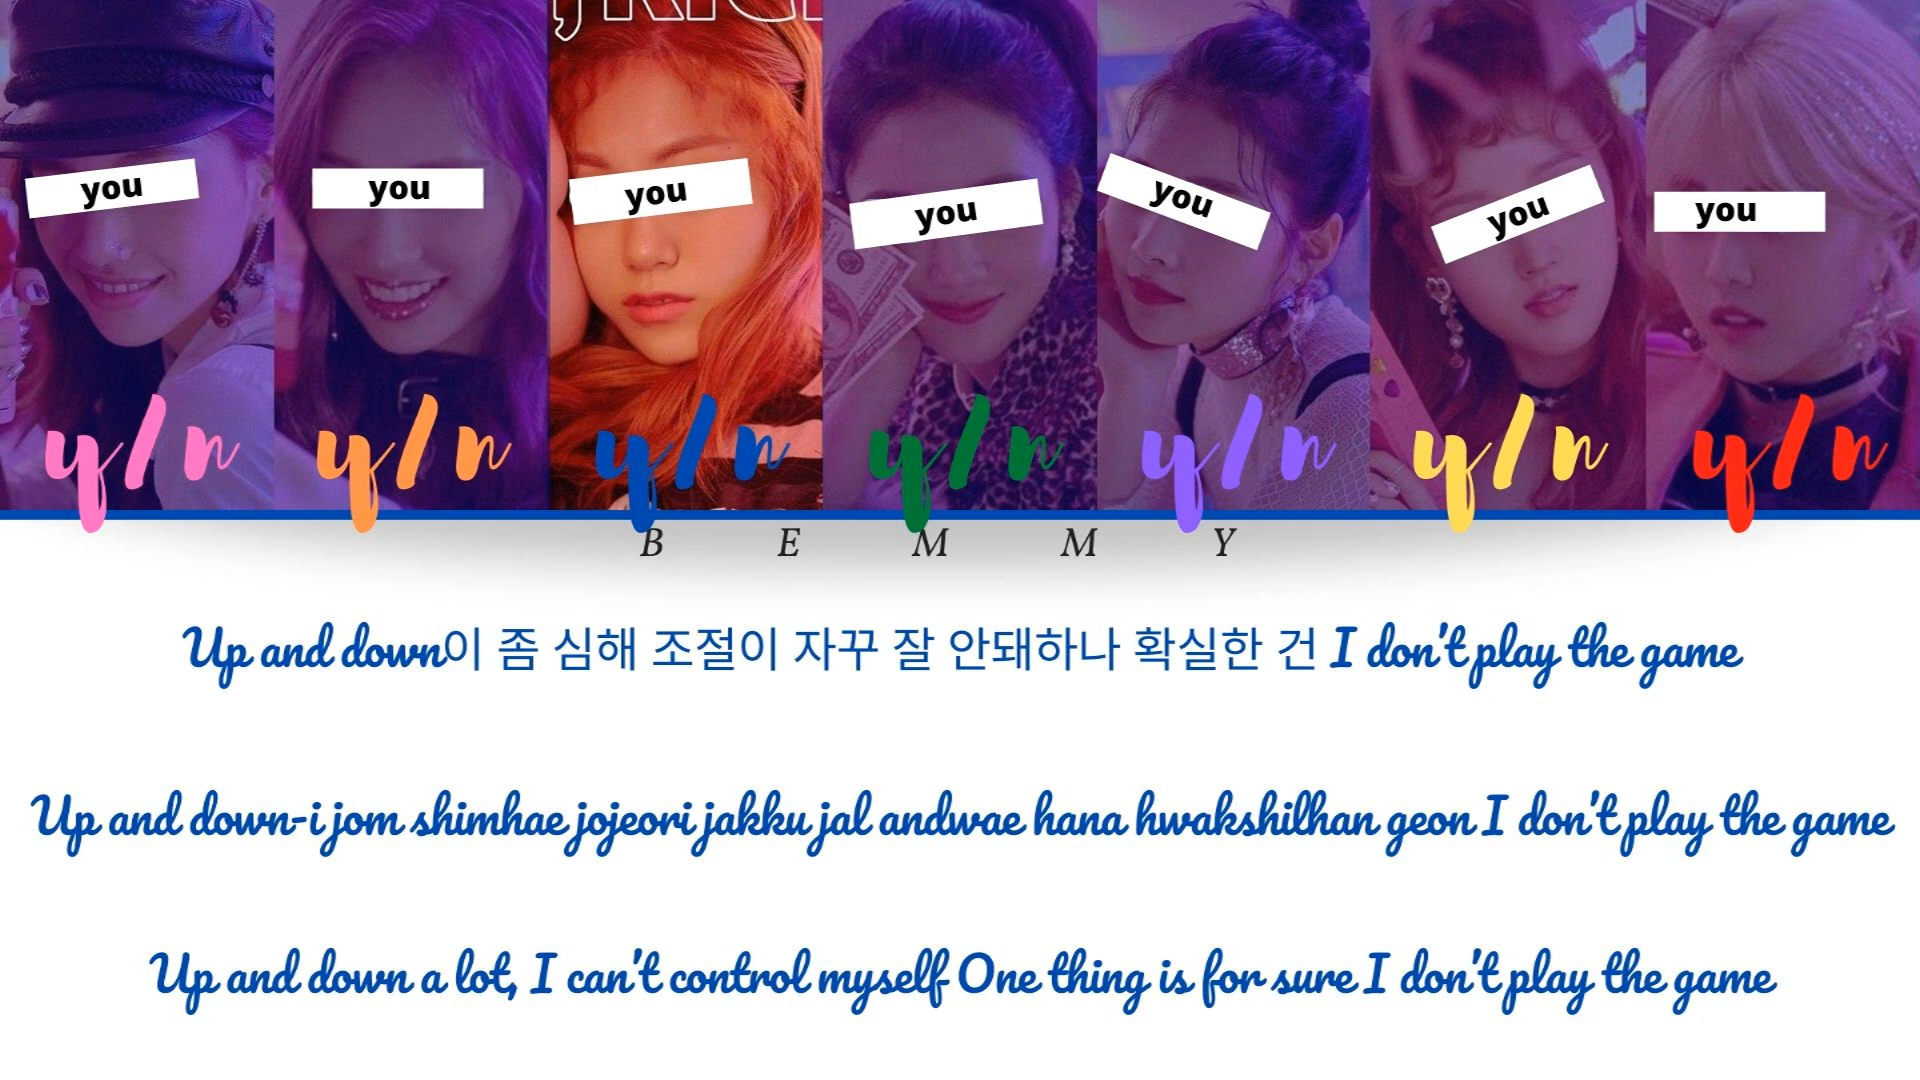 you you you you you you you
y/n y/n y/n y/n y/n y/n y/n
B E M M Y
Up and down이 좀 심해 조절이 자꾸 잘 안돼하나 확실한 건 I don't play the game
Up and down-i jom shimhae jojeori jakku jal andwae hana hwakshilhan geon I don't play the game
Up and down a lot, I can't control myself One thing is for sure I don't play the game